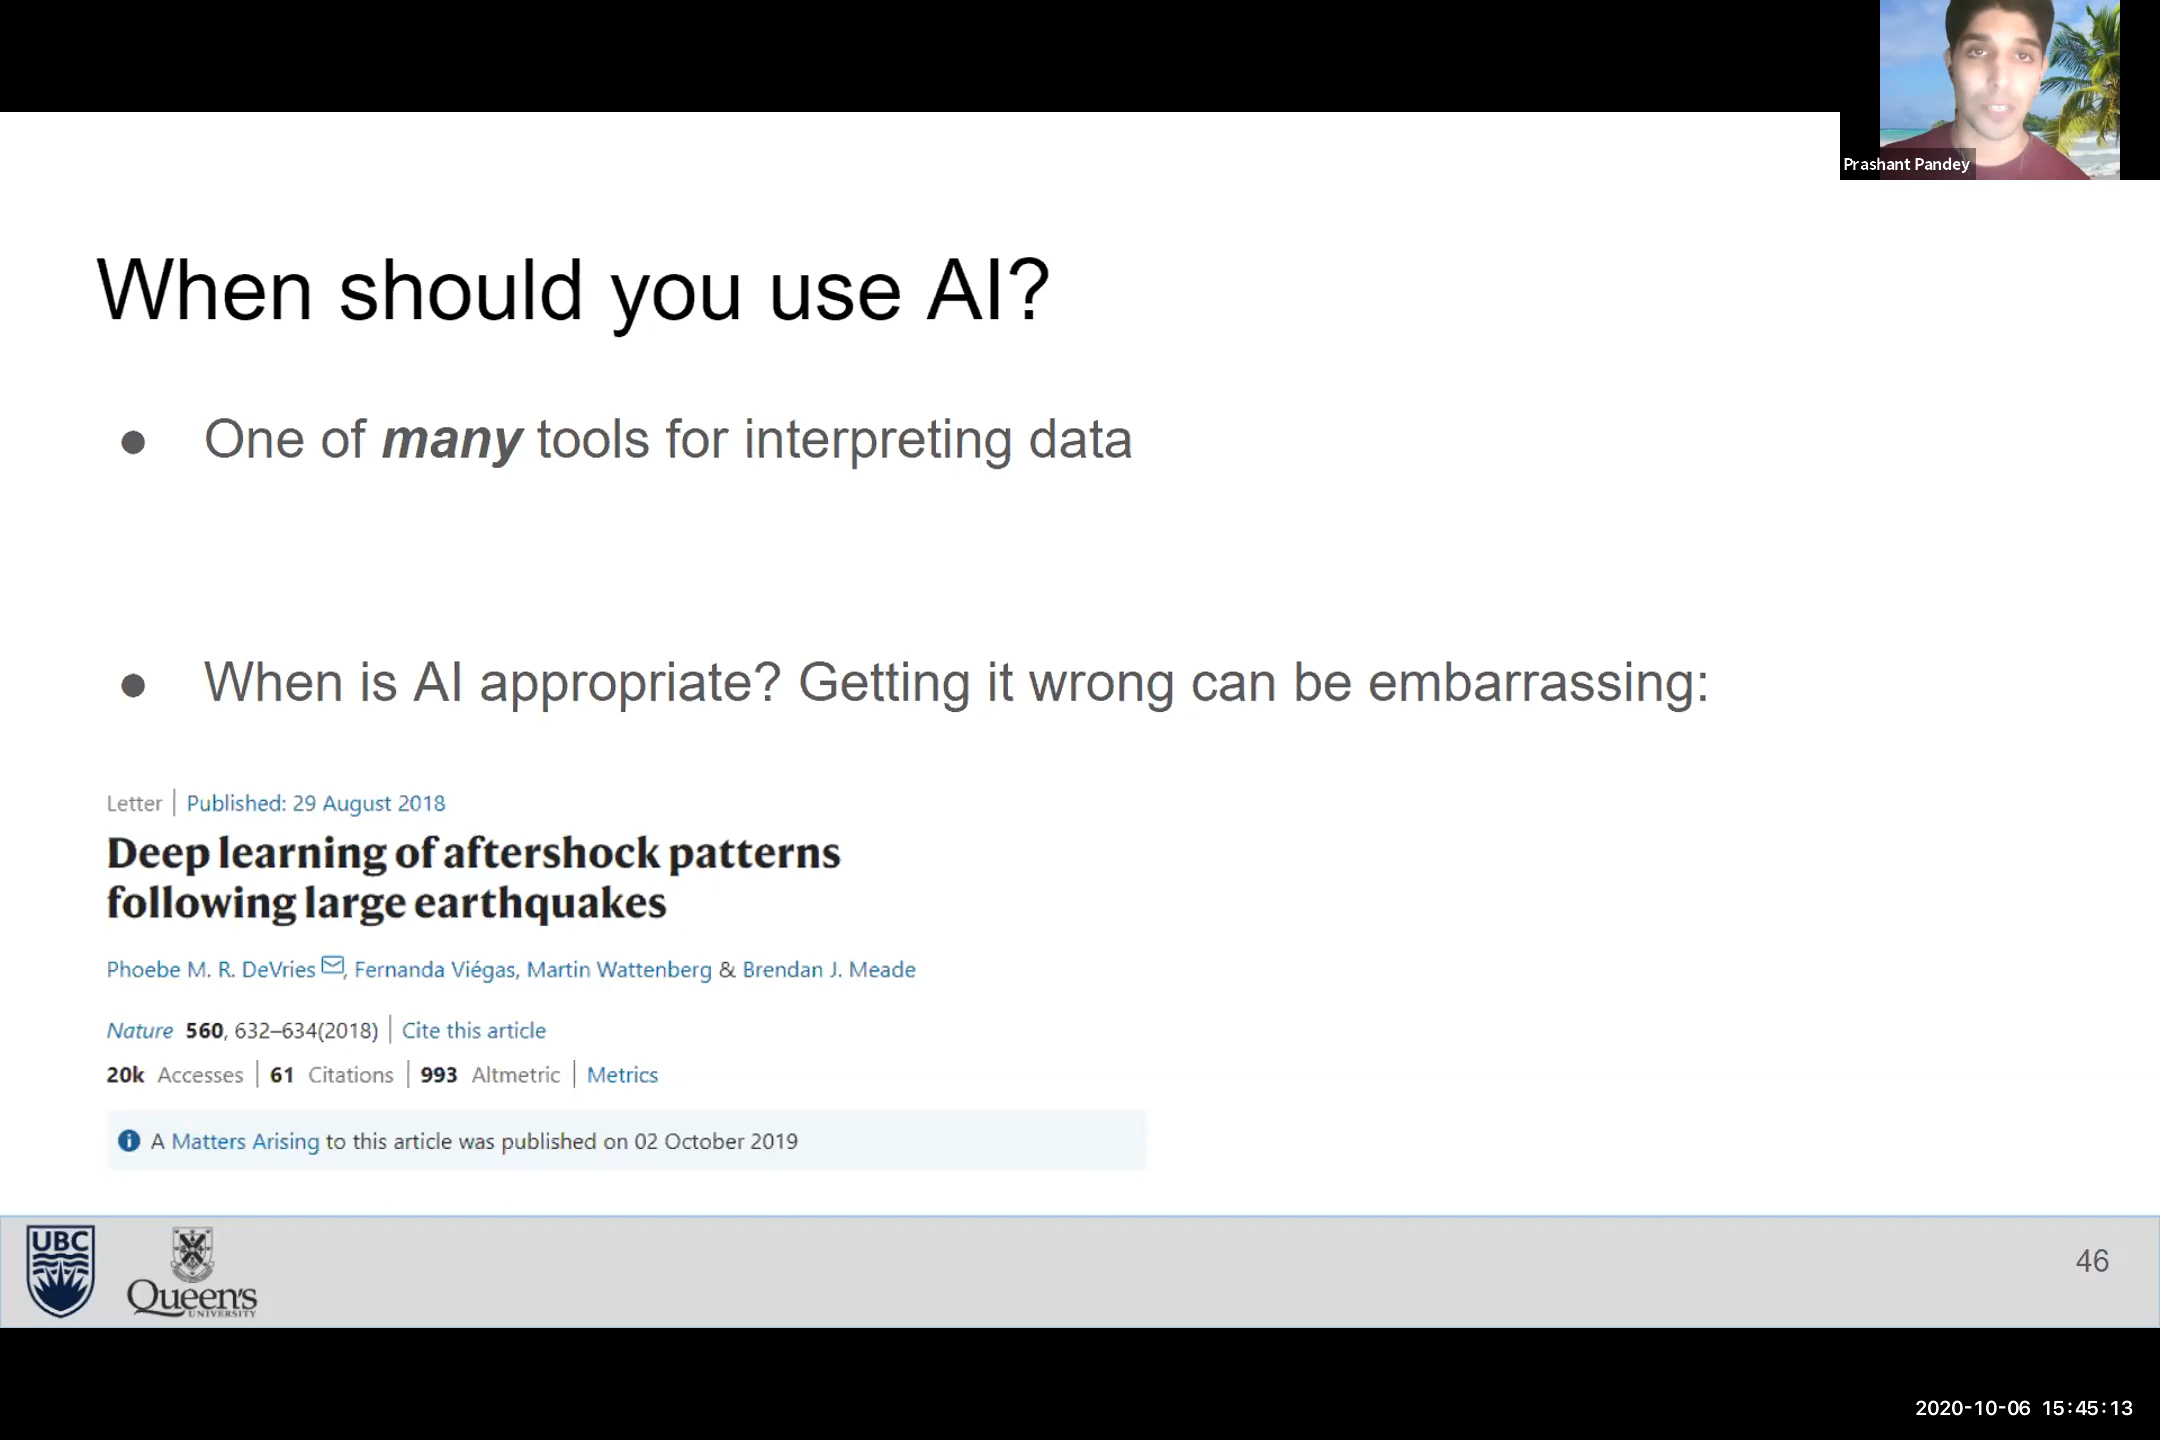 Prashant Pandey
When should you use AI?
● One of many tools for interpreting data
● When is AI appropriate? Getting it wrong can be embarrassing:
Letter | Published: 29 August 2018
Deep learning of aftershock patterns
following large earthquakes
Phoebe M. R. DeVries, Fernanda Viégas, Martin Wattenberg & Brendan J. Meade
Nature 560, 632–634(2018) | Cite this article
20k Accesses | 61 Citations | 993 Altmetric | Metrics
A Matters Arising to this article was published on 02 October 2019
UBC
Queen's
UNIVERSITY
46
2020-10-06 15:45:13